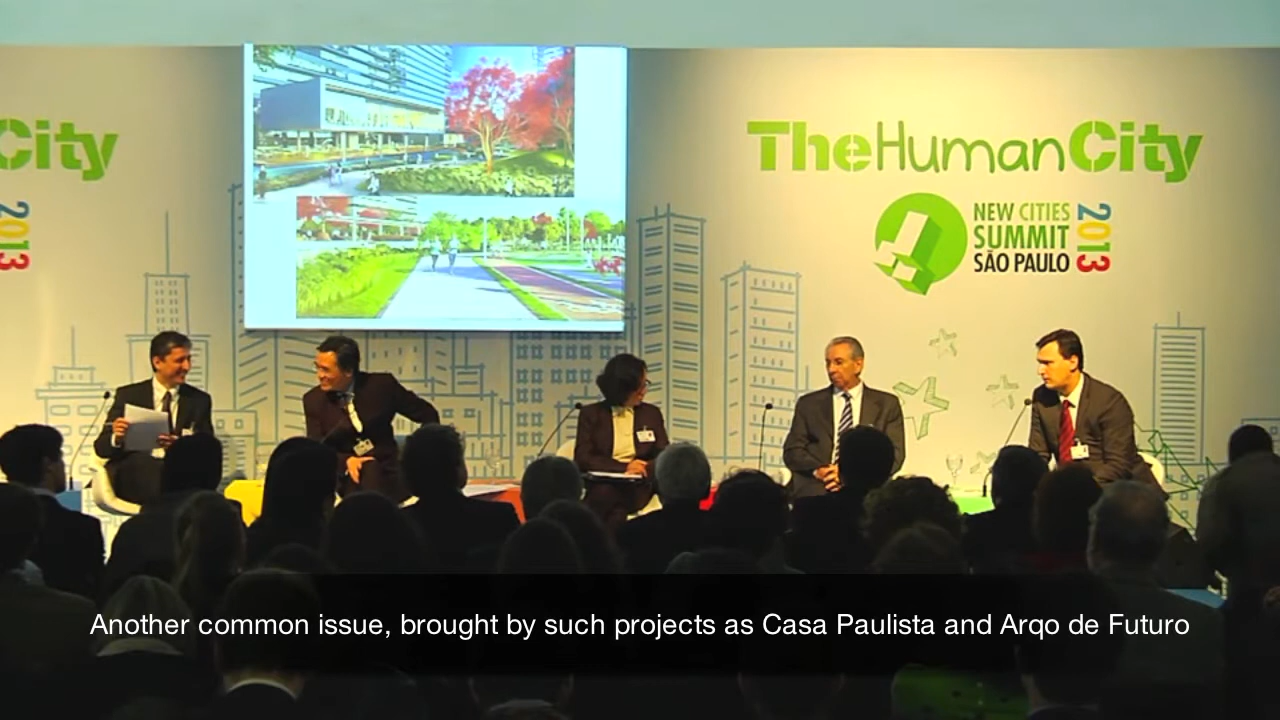 City
2013
TheHumanCity
NEW CITIES
SUMMIT
SÃO PAULO
2013
Another common issue, brought by such projects as Casa Paulista and Arqo de Futuro